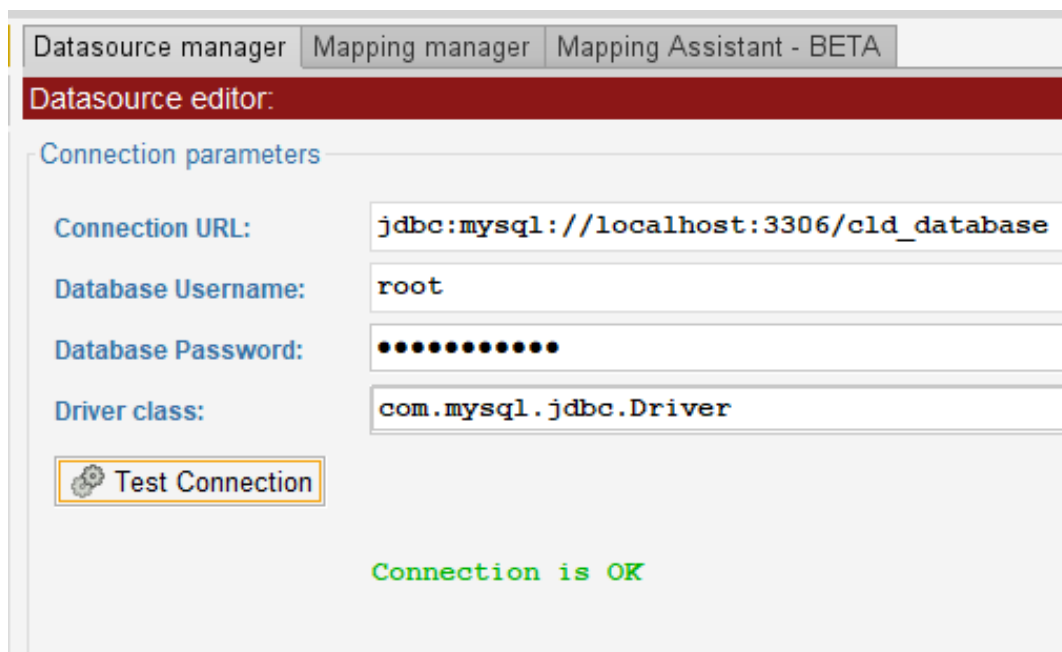 Datasource manager Mapping manager Mapping Assistant - BETA
Datasource editor:
Connection parameters
Connection URL: jdbc:mysql://localhost:3306/cld_database
Database Username: root
Database Password: •••••••••••
Driver class: com.mysql.jdbc.Driver
Test Connection
Connection is OK